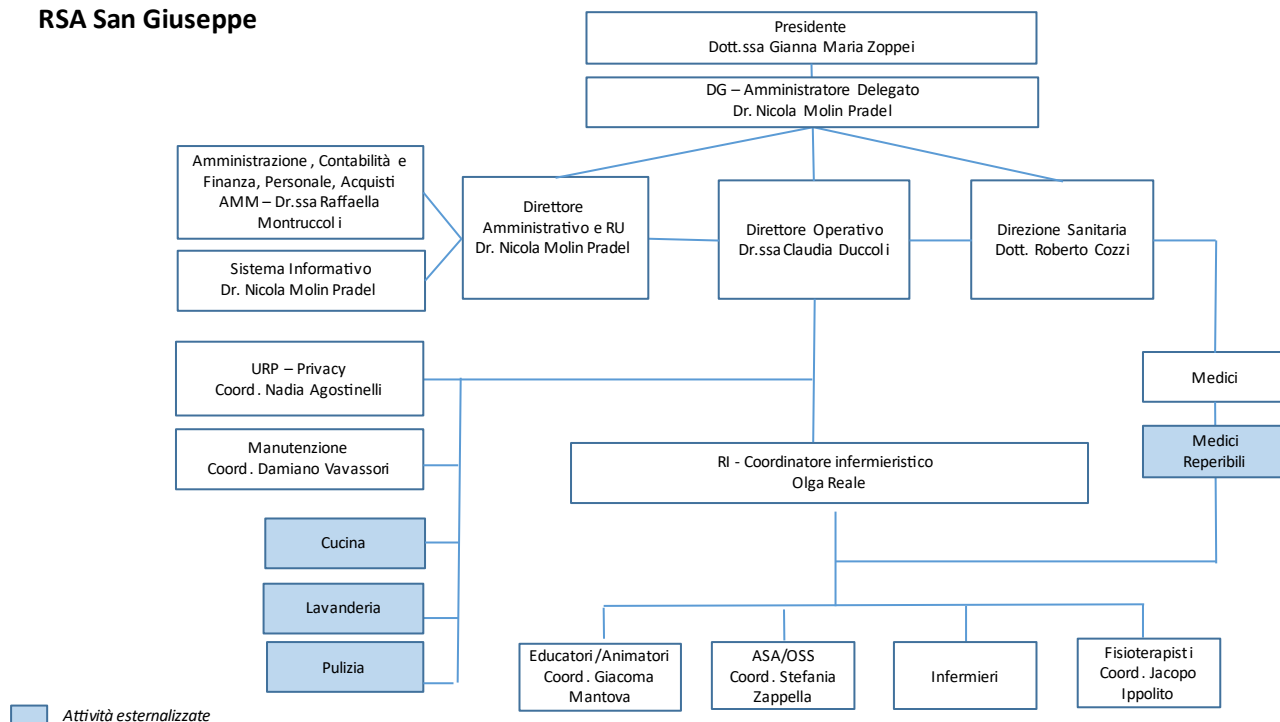 RSA San Giuseppe
Presidente
Dott.ssa Gianna Maria Zoppei
DG – Amministratore Delegato
Dr. Nicola Molin Pradel
Amministrazione, Contabilità e
Finanza, Personale, Acquisti
AMM – Dr.ssa Raffaella
Montruccoli
Sistema Informativo
Dr. Nicola Molin Pradel
Direttore
Amministrativo e RU
Dr. Nicola Molin Pradel
Direttore Operativo
Dr.ssa Claudia Duccoli
Direzione Sanitaria
Dott. Roberto Cozzi
URP – Privacy
Coord. Nadia Agostinelli
Medici
Manutenzione
Coord. Damiano Vavassori
RI - Coordinatore infermieristico
Olga Reale
Medici
Reperibili
Cucina
Lavanderia
Pulizia
Educatori/Animatori
Coord. Giacoma
Mantova
ASA/OSS
Coord. Stefania
Zappella
Infermieri
Fisioterapisti
Coord. Jacopo
Ippolito
Attività esternalizzate